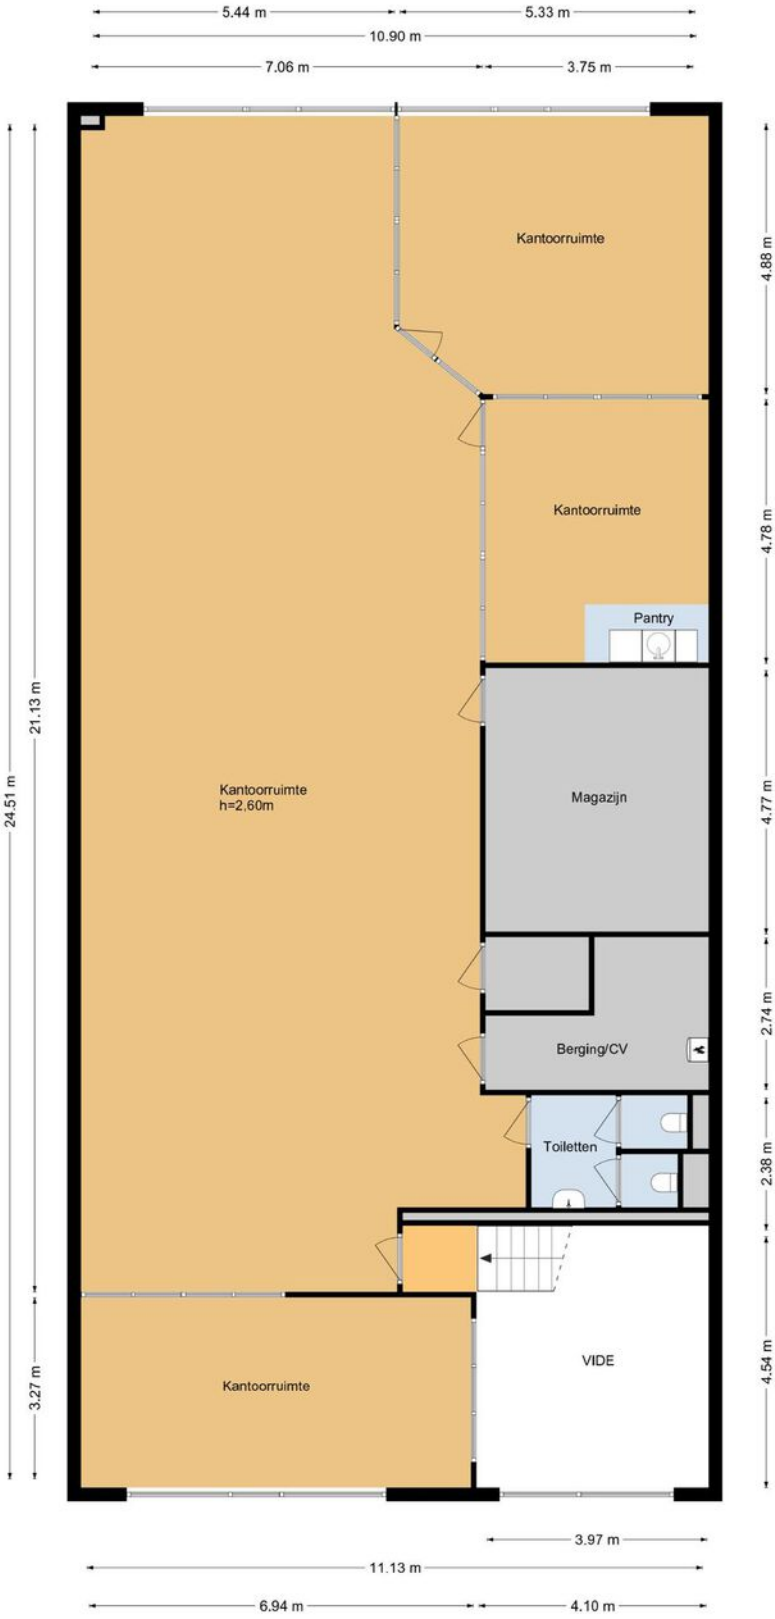 5.44 m
5.33 m
10.90 m
7.06 m
3.75 m
Kantoorruimte
4.88 m
Kantoorruimte
4.78 m
Pantry
21.13 m
24.51 m
Kantoorruimte
h=2,60m
Magazijn
4.77 m
2.74 m
Berging/CV
Toiletten
2.38 m
VIDE
4.54 m
Kantoorruimte
3.27 m
3.97 m
11.13 m
6.94 m
4.10 m